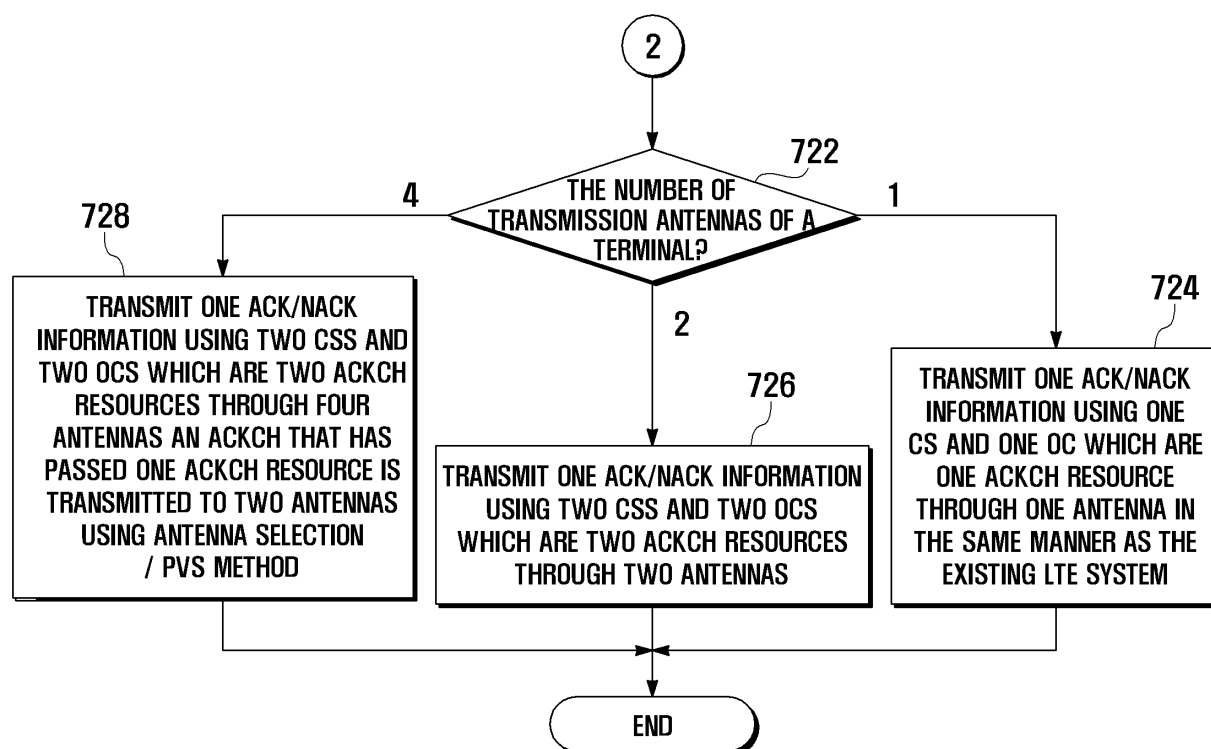 2
722
THE NUMBER OF
TRANSMISSION ANTENNAS OF A
TERMINAL?
4
1
2
728
TRANSMIT ONE ACK/NACK
INFORMATION USING TWO CSS AND
TWO OCS WHICH ARE TWO ACKCH
RESOURCES THROUGH FOUR
ANTENNAS AN ACKCH THAT HAS
PASSED ONE ACKCH RESOURCE IS
TRANSMITTED TO TWO ANTENNAS
USING ANTENNA SELECTION
/ PVS METHOD
726
TRANSMIT ONE ACK/NACK INFORMATION
USING TWO CSS AND TWO OCS
WHICH ARE TWO ACKCH RESOURCES
THROUGH TWO ANTENNAS
724
TRANSMIT ONE ACK/NACK
INFORMATION USING ONE
CS AND ONE OC WHICH ARE
ONE ACKCH RESOURCE
THROUGH ONE ANTENNA IN
THE SAME MANNER AS THE
EXISTING LTE SYSTEM
END